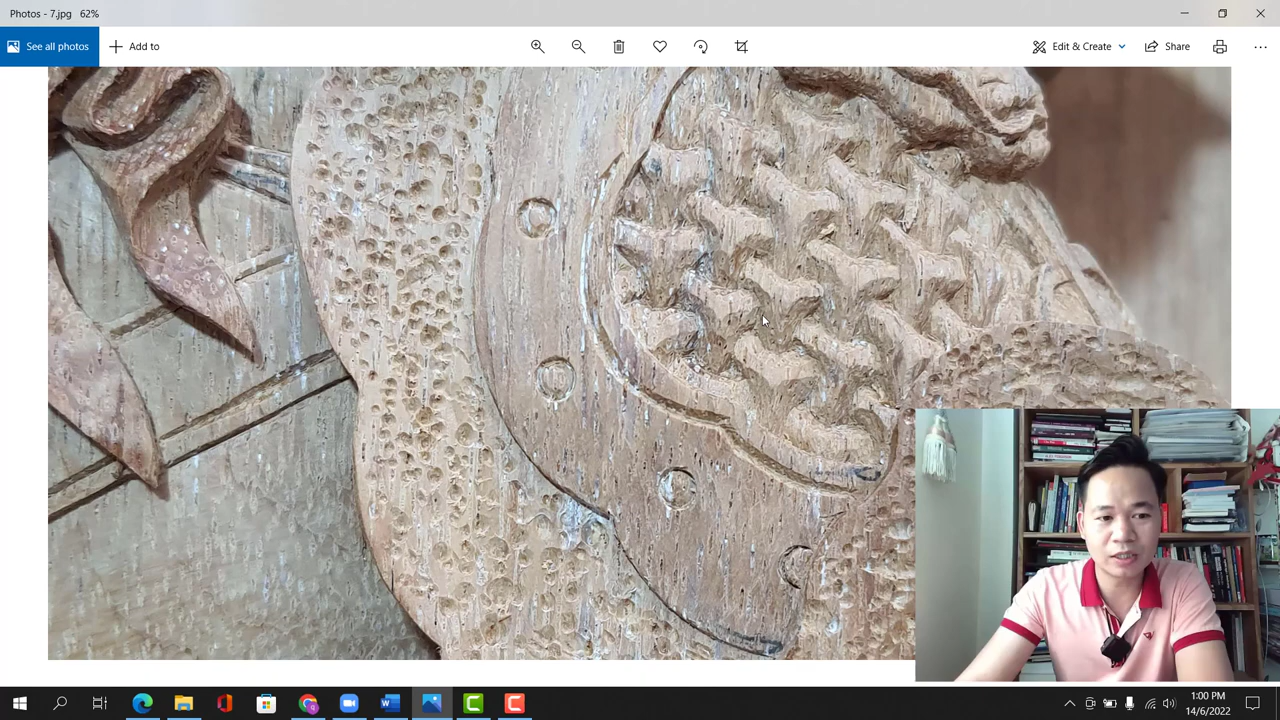 Photos - 7.jpg 62%
See all photos
Add to
Edit & Create
Share
1:00 PM
14/6/2022